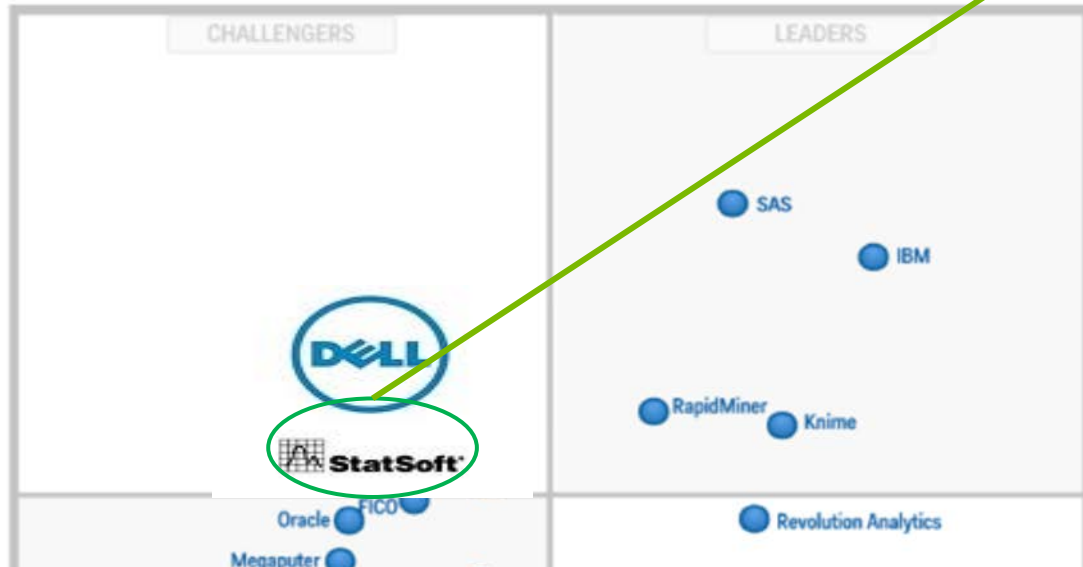 CHALLENGERS
LEADERS
SAS
IBM
DELL
RapidMiner
Knime
StatSoft
FICO
Oracle
Revolution Analytics
Megaputer